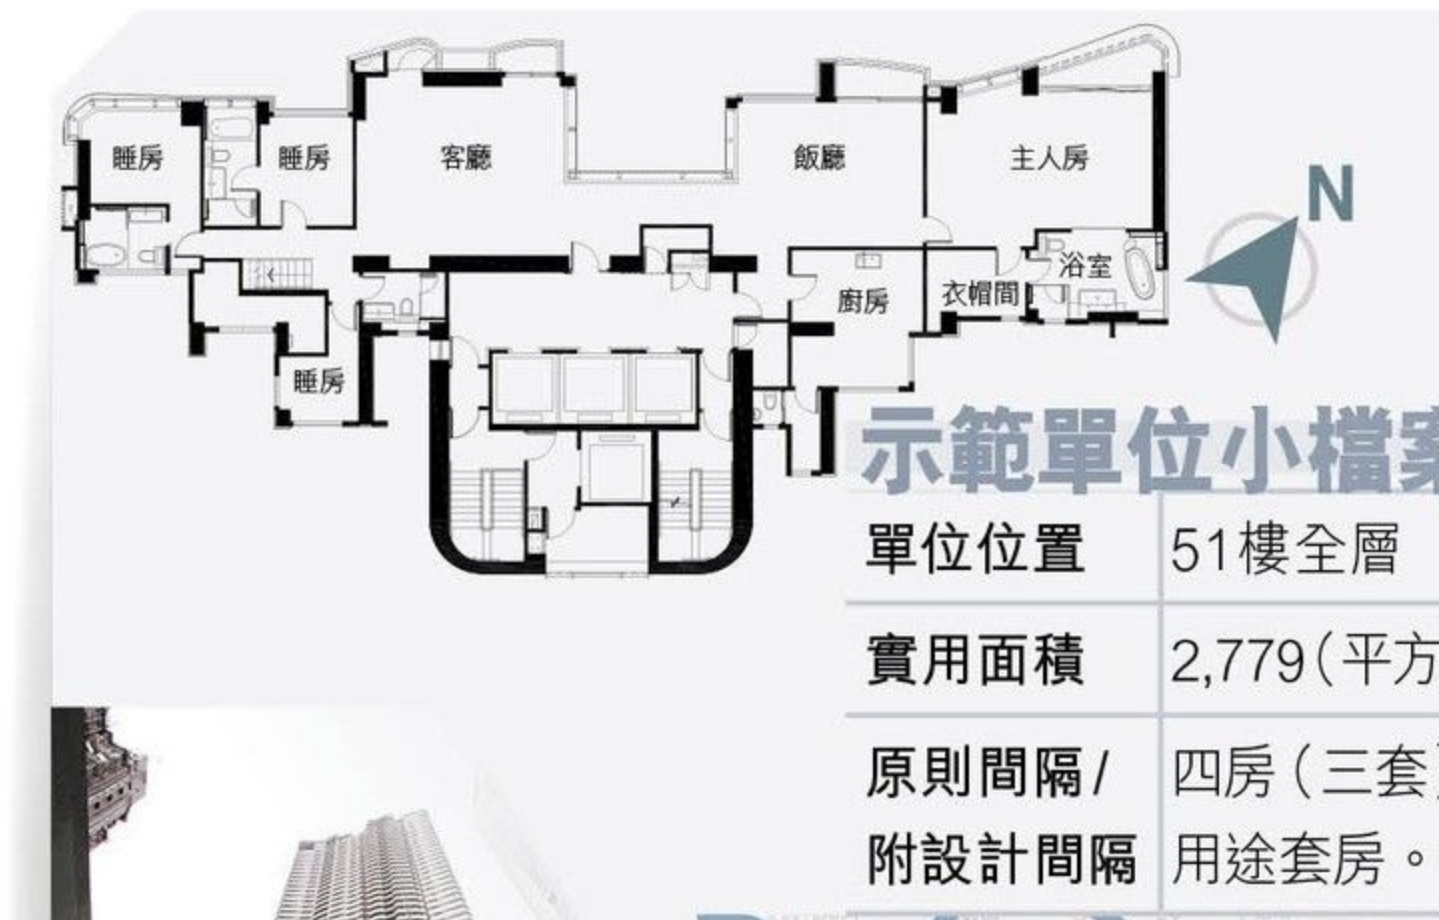 睡房
睡房
客廳
飯廳
主人房
N
浴室
衣帽間
廚房
睡房
示範單位小檔案
單位位置
51樓全層
實用面積
2,779(平方
原則間隔/
四房(三套)
附設計間隔
用途套房。